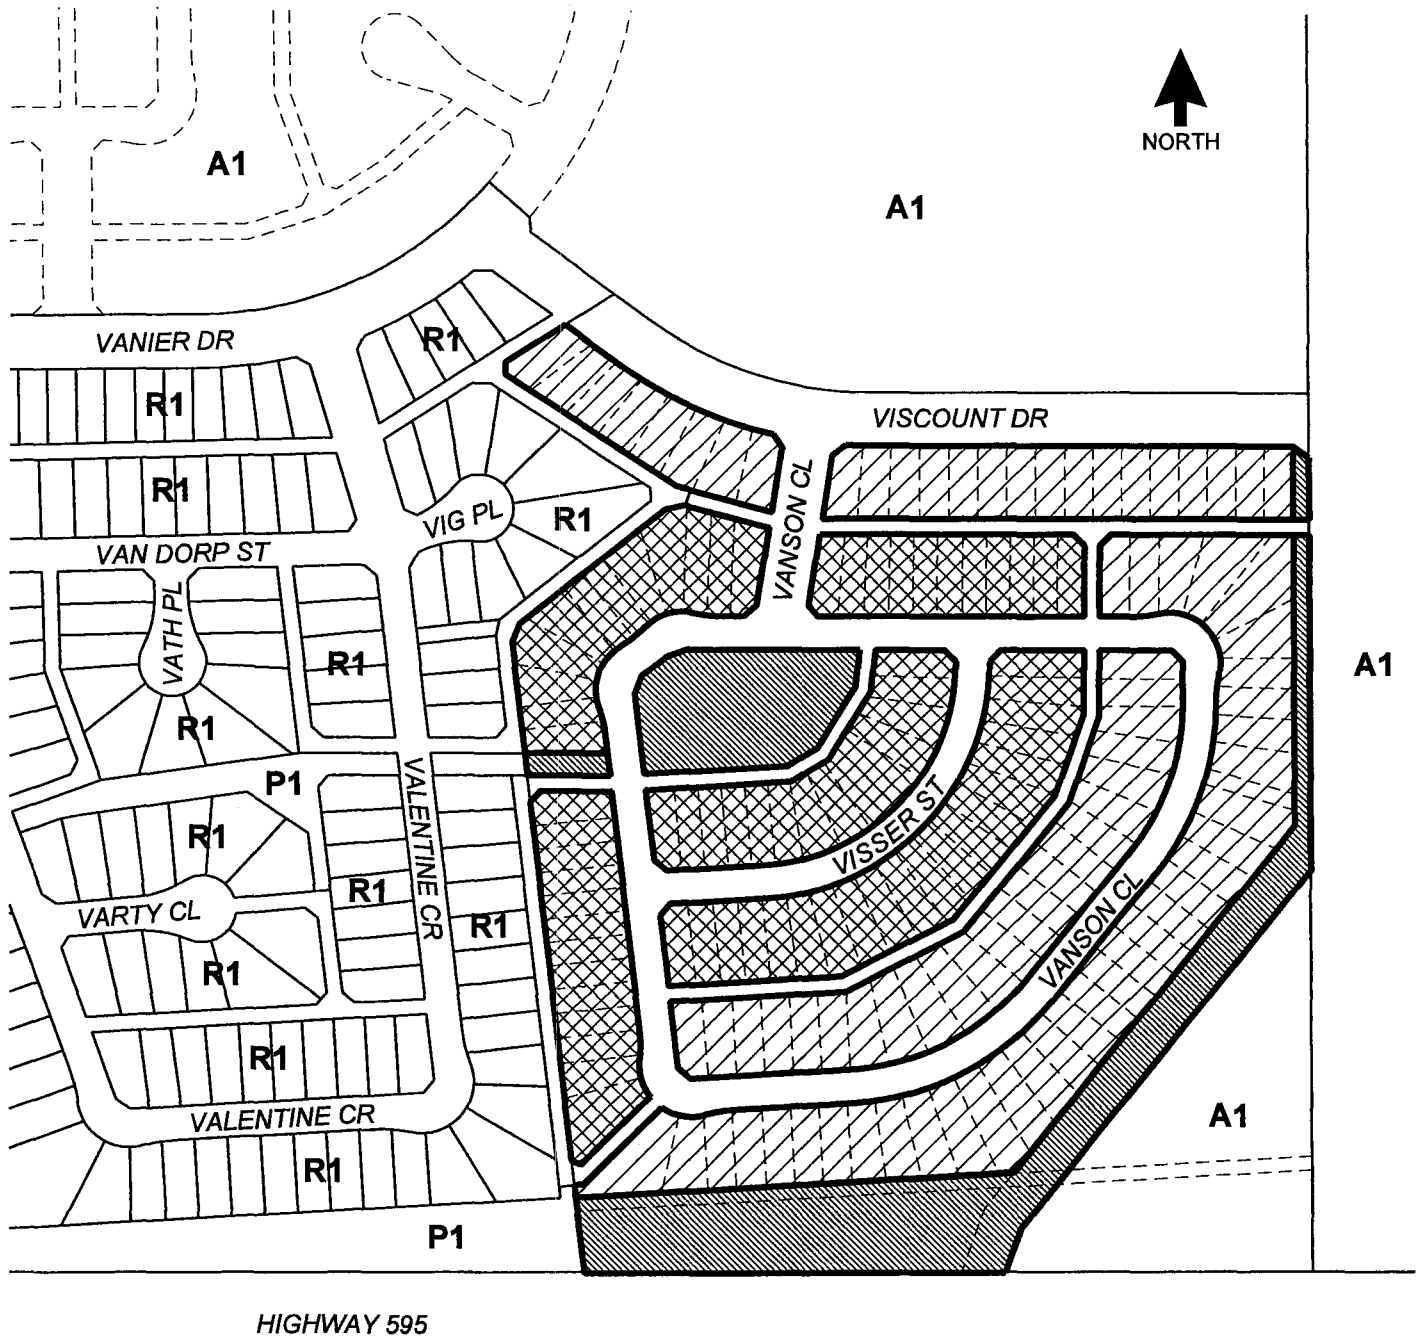 NORTH
A1
A1
VANIER DR
R1
R1
VISCOUNT DR
R1
VANSON CL
VIG PL
R1
VAN DORP ST
VATH PL
R1
A1
R1
P1
VALENTINE CR
R1
VISSER ST
R1
VARTY CL
R1
VANSON CL
R1
R1
VALENTINE CR
A1
R1
P1
HIGHWAY 595